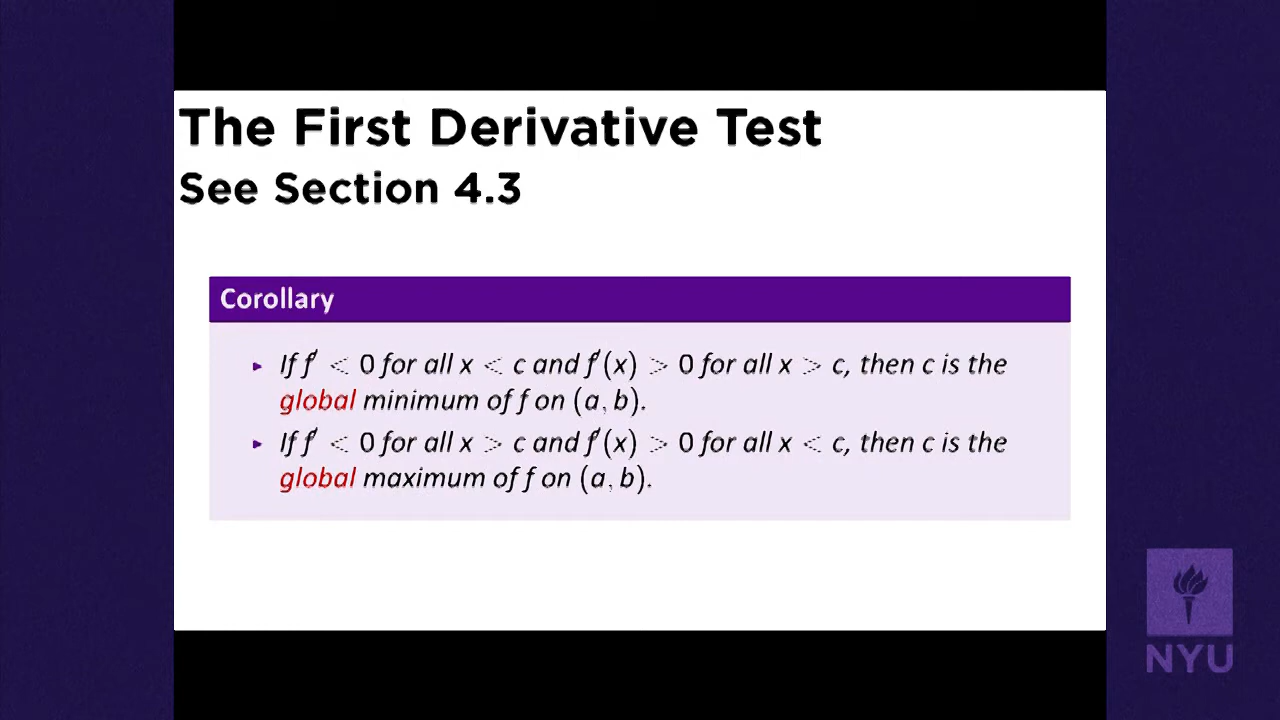 The First Derivative Test
See Section 4.3
Corollary
▸ If f′ < 0 for all x < c and f′(x) > 0 for all x > c, then c is the
global minimum of f on (a, b).
▸ If f′ < 0 for all x > c and f′(x) > 0 for all x < c, then c is the
global maximum of f on (a, b).
NYU